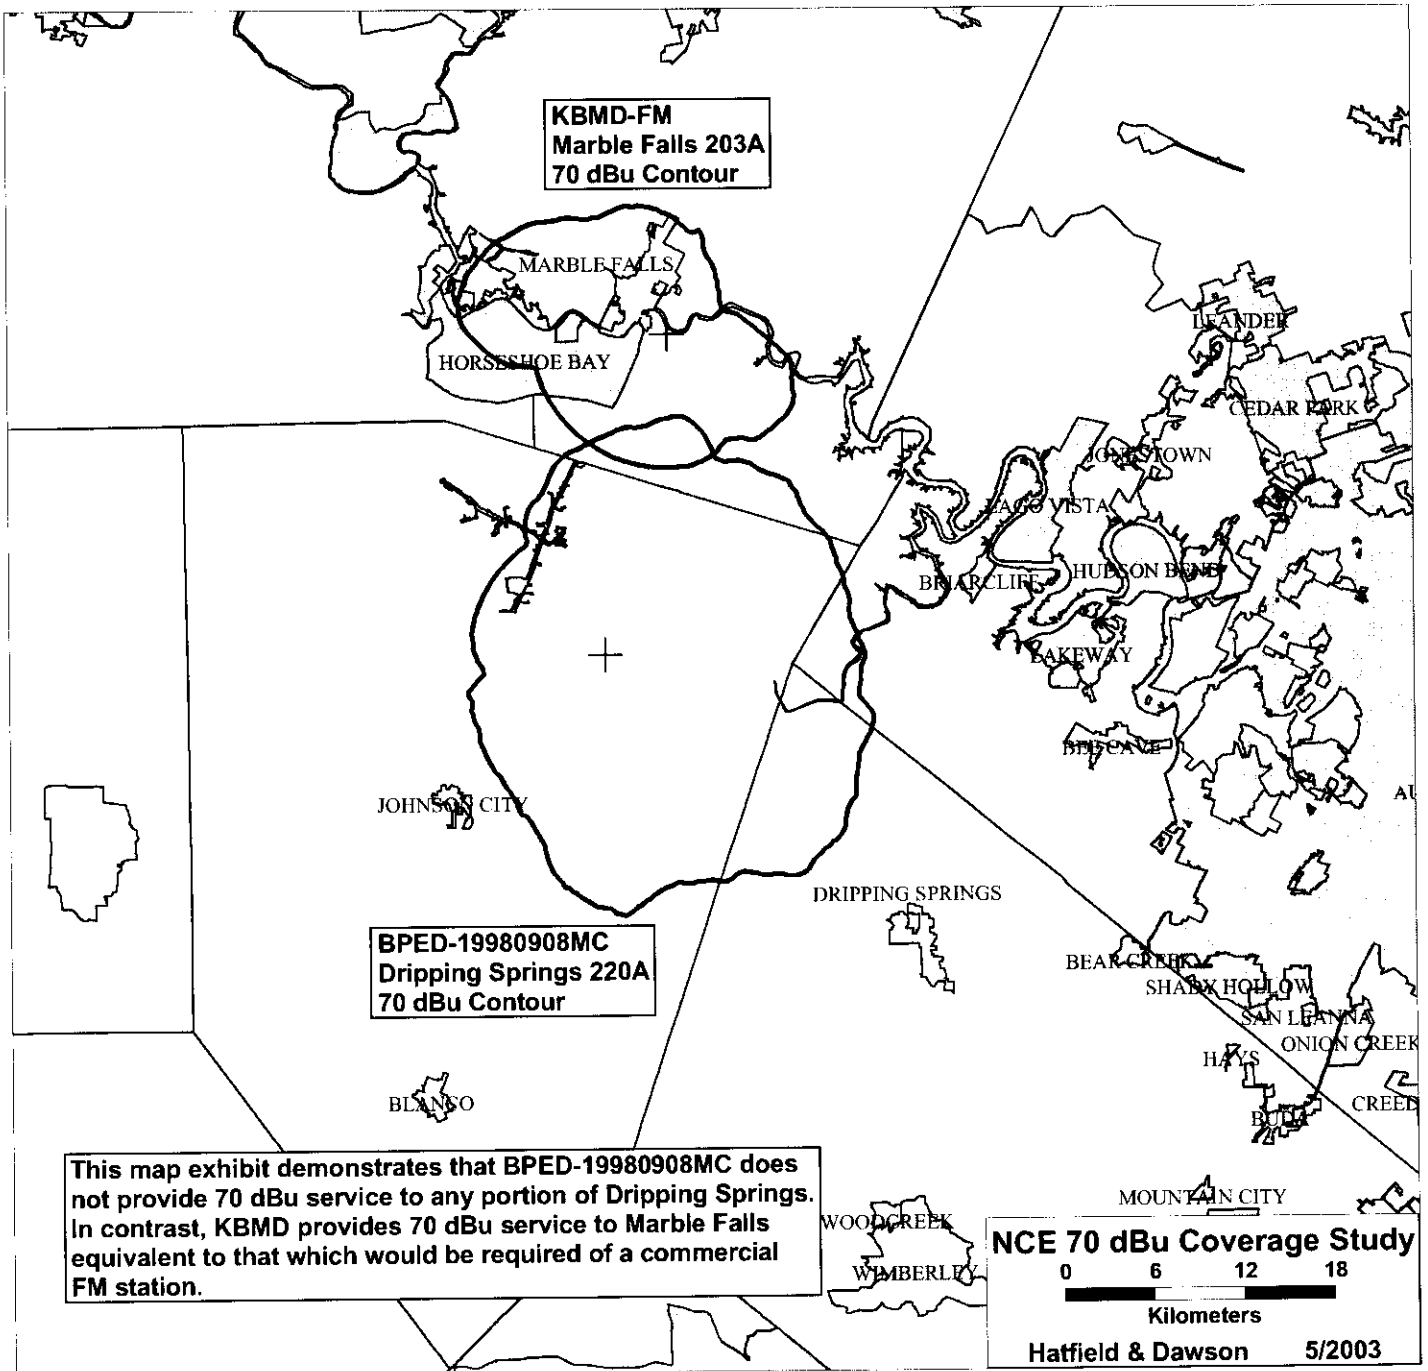 KBMD-FM
Marble Falls 203A
70 dBu Contour
MARBLE FALLS
LEANDER
HORSESHOE BAY
CEDAR PARK
JONESTOWN
LAGO VISTA
BRIARCLIFF
HUDSON BEND
LAKEWAY
BEE CAVE
JOHNSON CITY
AU
DRIPPING SPRINGS
BPED-19980908MC
Dripping Springs 220A
70 dBu Contour
BEAR CREEK
SHADY HOLLOW
SAN LEANNA
ONION CREEK
HAYS
BLANCO
CREED
BUDA
This map exhibit demonstrates that BPED-19980908MC does
not provide 70 dBu service to any portion of Dripping Springs.
In contrast, KBMD provides 70 dBu service to Marble Falls
equivalent to that which would be required of a commercial
FM station.
MOUNTAIN CITY
WOODCREEK
WIMBERLEY
NCE 70 dBu Coverage Study
0 6 12 18
Kilometers
Hatfield & Dawson 5/2003